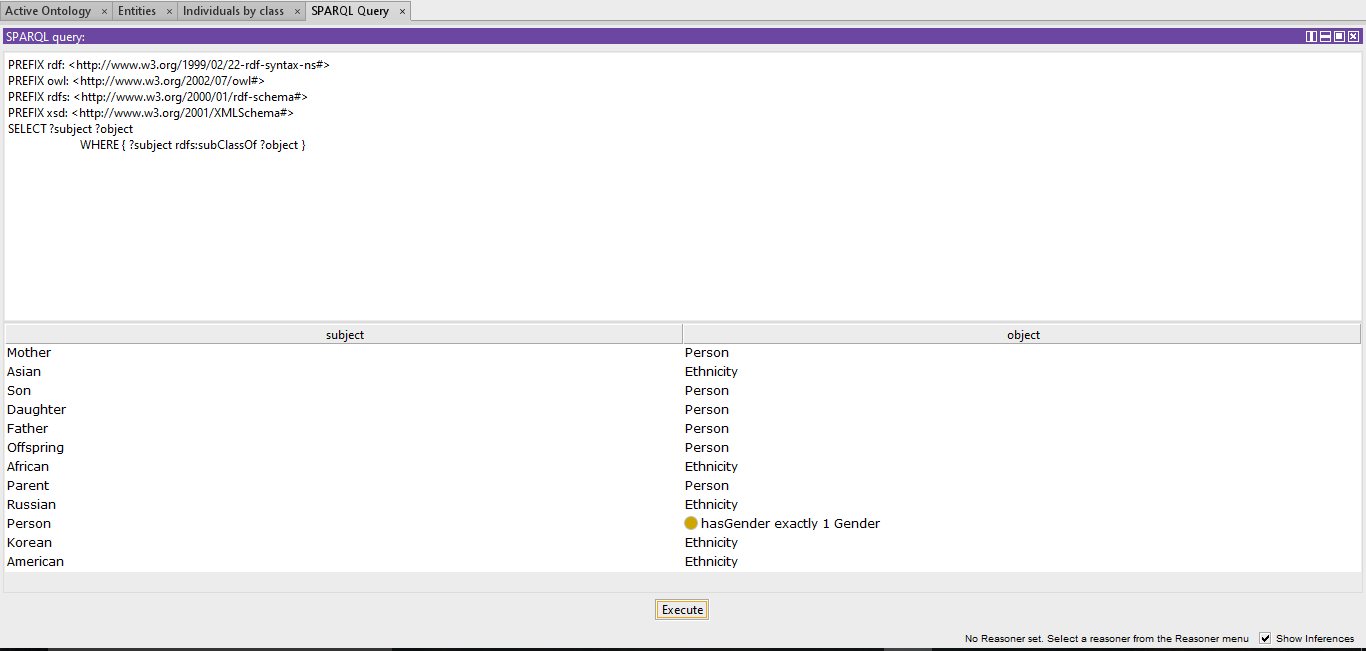 Active Ontology × Entities × Individuals by class × SPARQL Query ×
SPARQL query:
PREFIX rdf: <http://www.w3.org/1999/02/22-rdf-syntax-ns#>
PREFIX owl: <http://www.w3.org/2002/07/owl#>
PREFIX rdfs: <http://www.w3.org/2000/01/rdf-schema#>
PREFIX xsd: <http://www.w3.org/2001/XMLSchema#>
SELECT ?subject ?object
WHERE { ?subject rdfs:subClassOf ?object }
subject object
Mother Person
Asian Ethnicity
Son Person
Daughter Person
Father Person
Offspring Person
African Ethnicity
Parent Person
Russian Ethnicity
Person hasGender exactly 1 Gender
Korean Ethnicity
American Ethnicity
Execute
No Reasoner set. Select a reasoner from the Reasoner menu Show Inferences